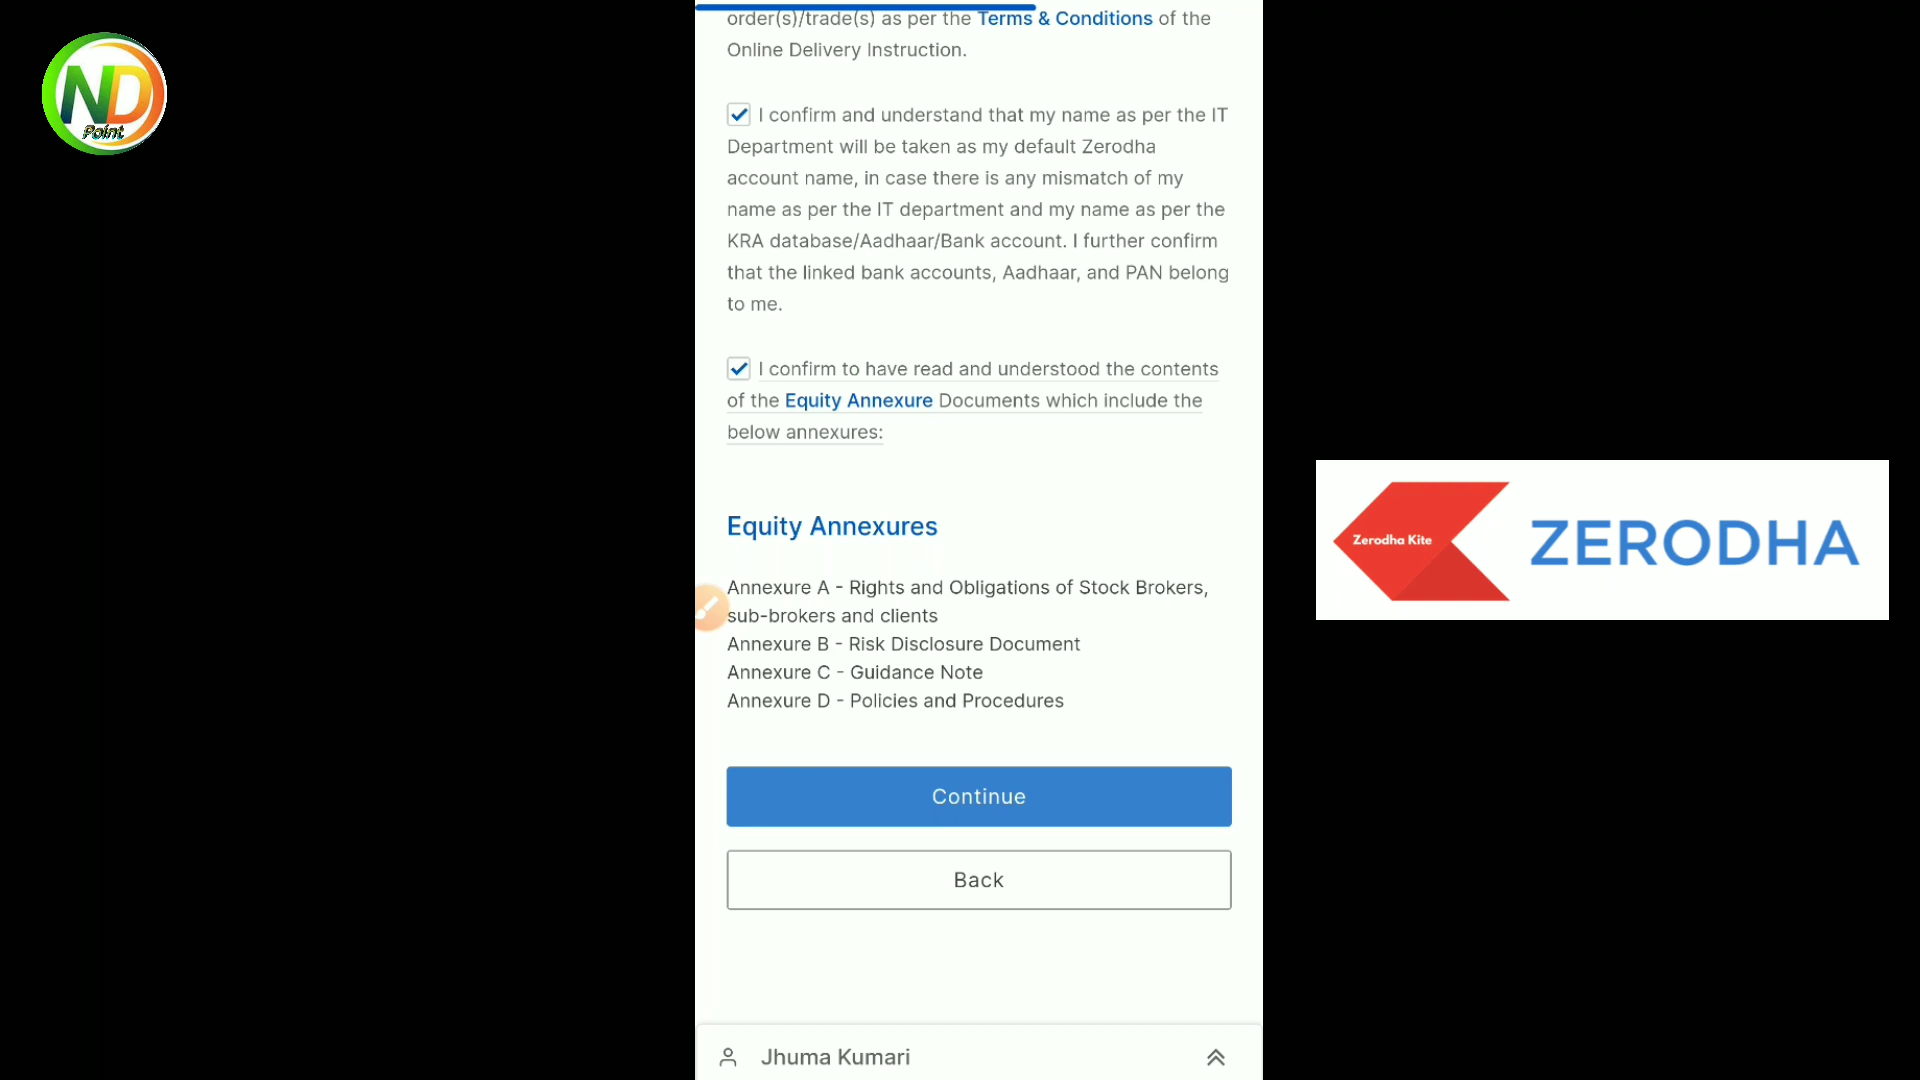 order(s)/trade(s) as per the Terms & Conditions of the
Online Delivery Instruction.
I confirm and understand that my name as per the IT
Department will be taken as my default Zerodha
account name, in case there is any mismatch of my
name as per the IT department and my name as per the
KRA database/Aadhaar/Bank account. I further confirm
that the linked bank accounts, Aadhaar, and PAN belong
to me.
I confirm to have read and understood the contents
of the Equity Annexure Documents which include the
below annexures:
Equity Annexures
Annexure A - Rights and Obligations of Stock Brokers,
sub-brokers and clients
Annexure B - Risk Disclosure Document
Annexure C - Guidance Note
Annexure D - Policies and Procedures
Continue
Back
Jhuma Kumari
ND
Point
Zerodha Kite
ZERODHA